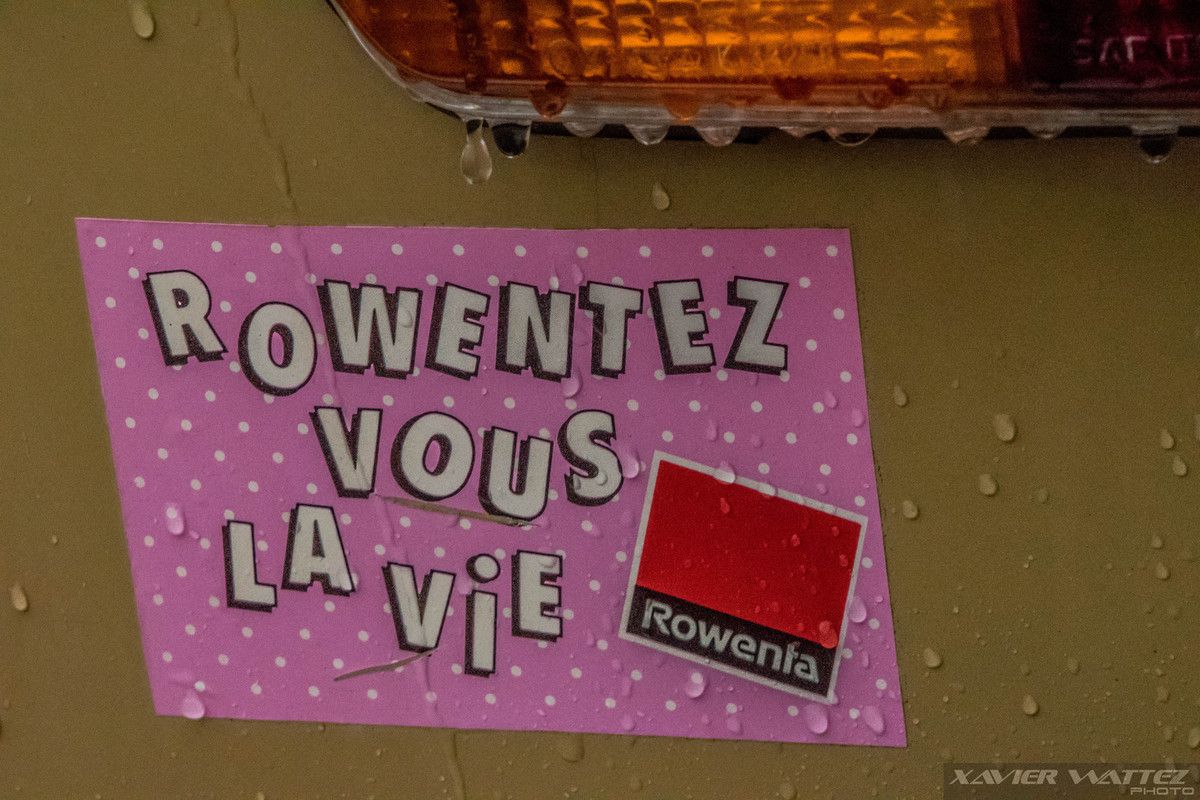 ROWENTEZ
VOUS
LA ViE
Rowenta
XAVIER WATTEZ
PHOTO